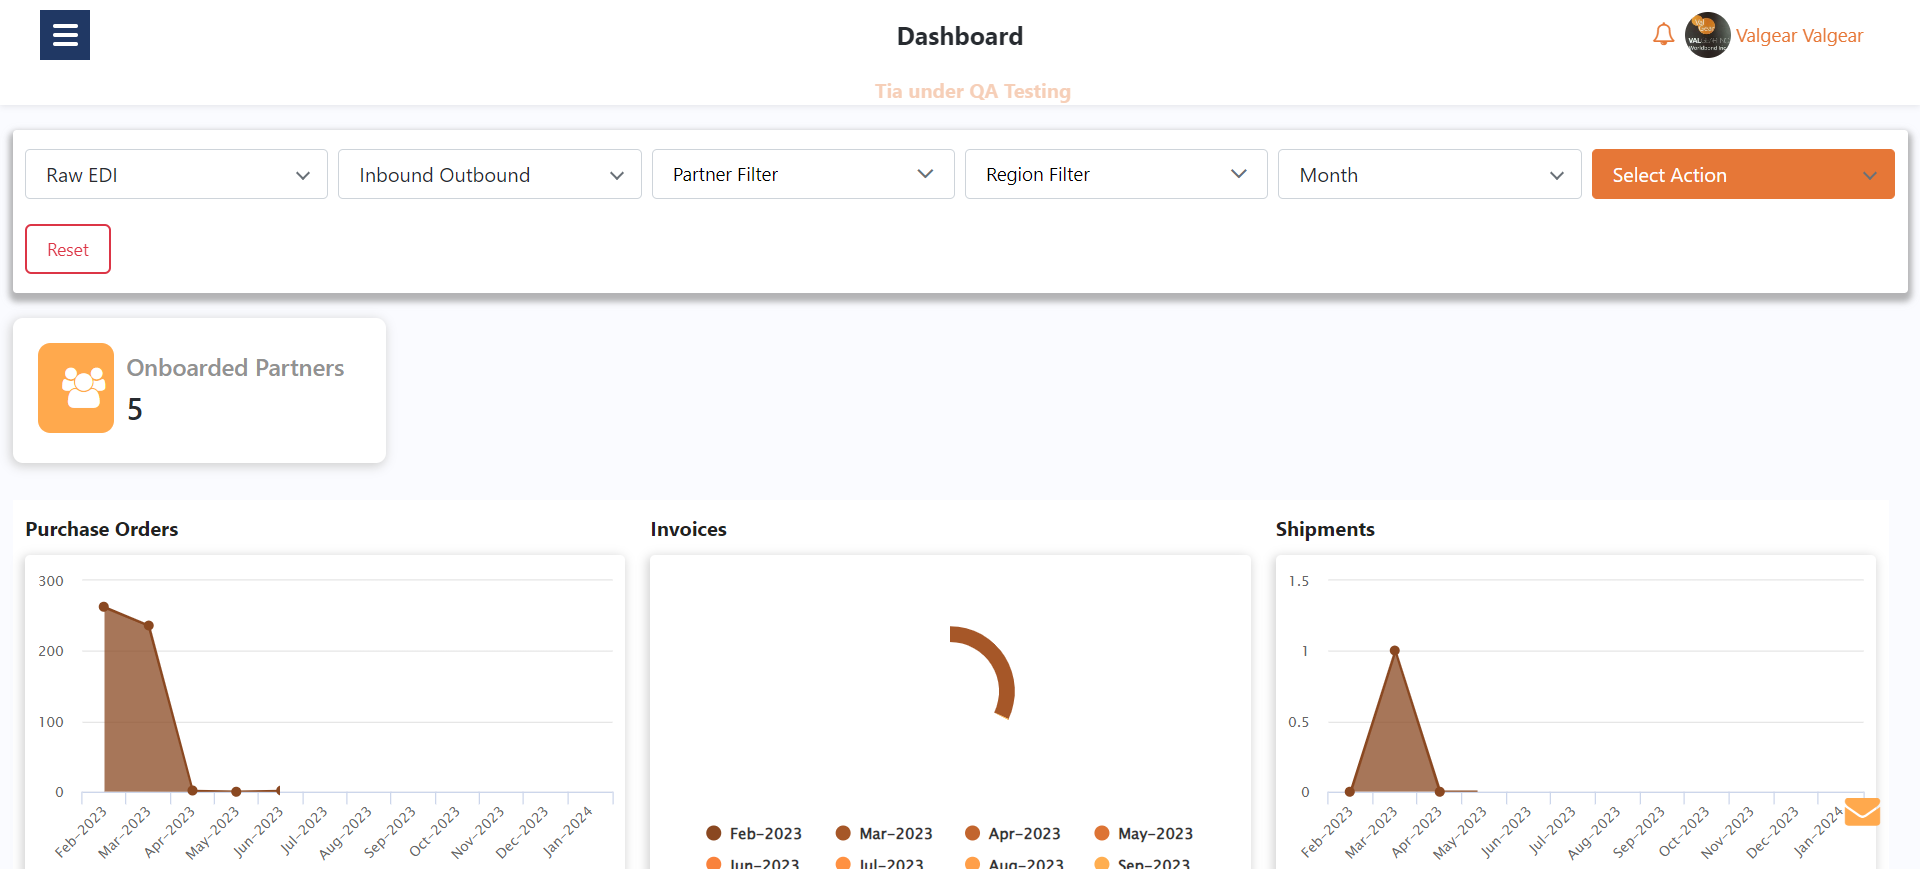 Dashboard
Valgear Valgear
Tia under QA Testing
Raw EDI
Inbound Outbound
Partner Filter
Region Filter
Month
Select Action
Reset
Onboarded Partners
5
Purchase Orders
300
200
100
0
Feb-2023
Mar-2023
Apr-2023
May-2023
Jun-2023
Jul-2023
Aug-2023
Sep-2023
Oct-2023
Nov-2023
Dec-2023
Jan-2024
Invoices
Feb-2023
Mar-2023
Apr-2023
May-2023
Jun-2023
Jul-2023
Aug-2023
Sep-2023
Shipments
1.5
1
0.5
0
Feb-2023
Mar-2023
Apr-2023
May-2023
Jun-2023
Jul-2023
Aug-2023
Sep-2023
Oct-2023
Nov-2023
Dec-2023
Jan-2024